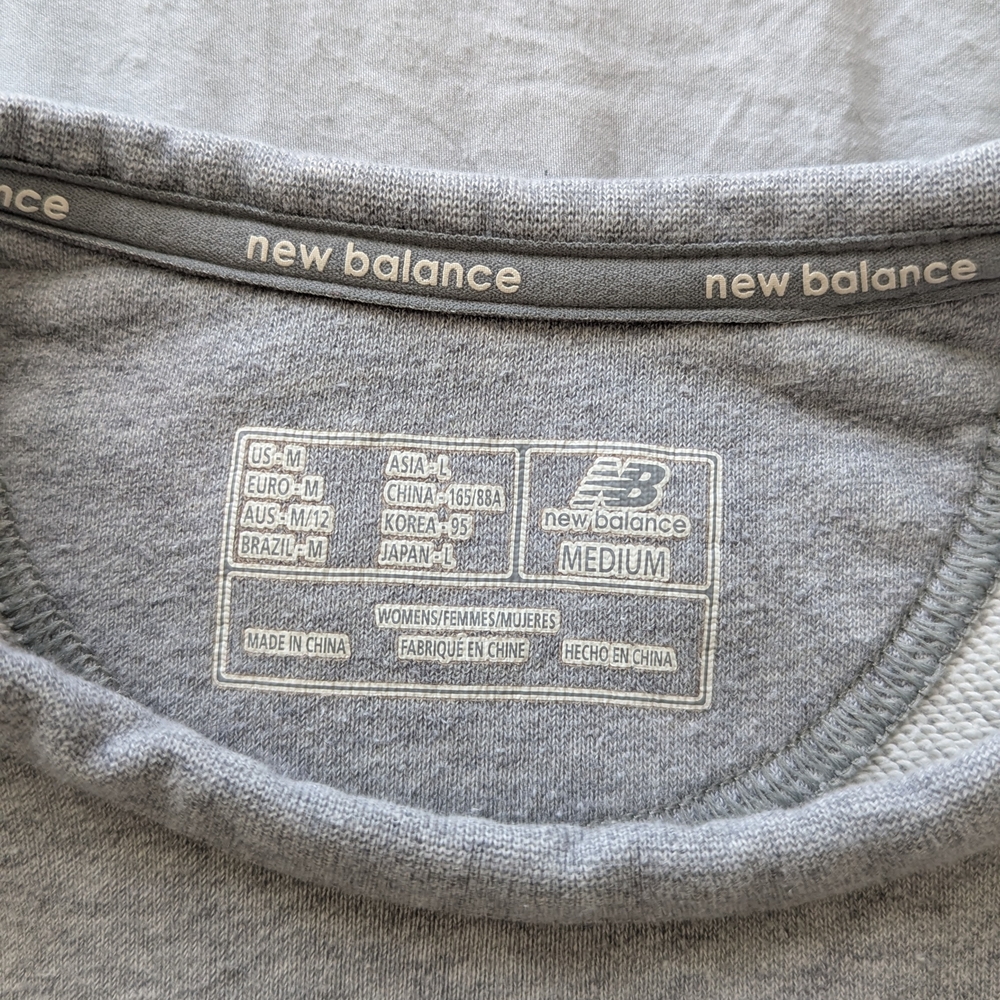 nce
new balance
new balance
US - M
EURO - M
AUS - M/12
BRAZIL - M
ASIA - L
CHINA - 165/88A
KOREA - 95
JAPAN - L
NB
new balance
MEDIUM
WOMENS/FEMMES/MUJERES
MADE IN CHINA
FABRIQUÉ EN CHINE
HECHO EN CHINA